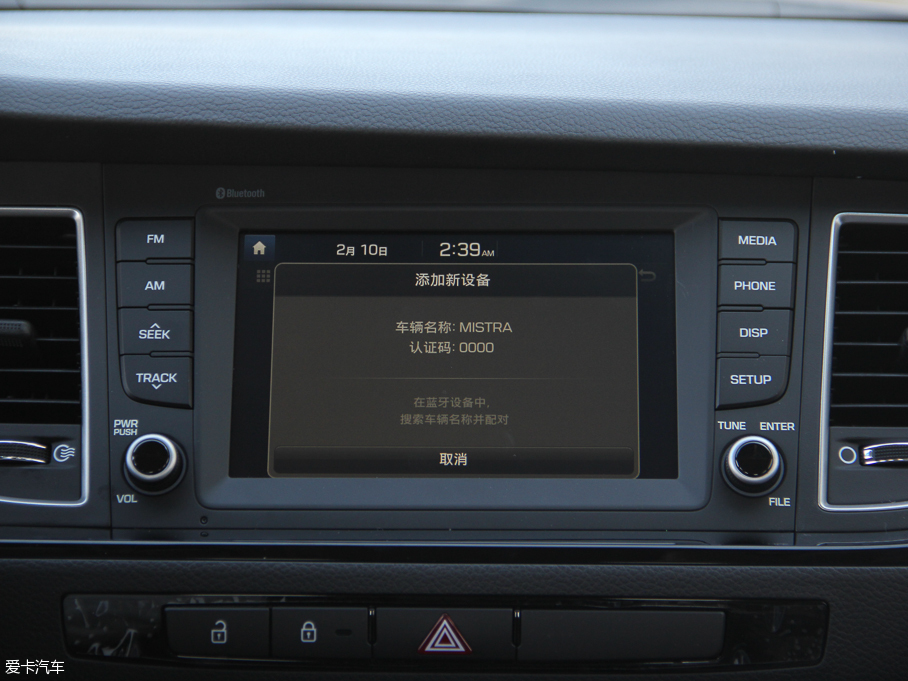 Bluetooth
FM
AM
SEEK
TRACK
PWR
PUSH
VOL
2月 10日
2:39AM
添加新设备
车辆名称: MISTRA
认证码: 0000
在蓝牙设备中,
搜索车辆名称并配对
取消
MEDIA
PHONE
DISP
SETUP
TUNE ENTER
FILE
爱卡汽车